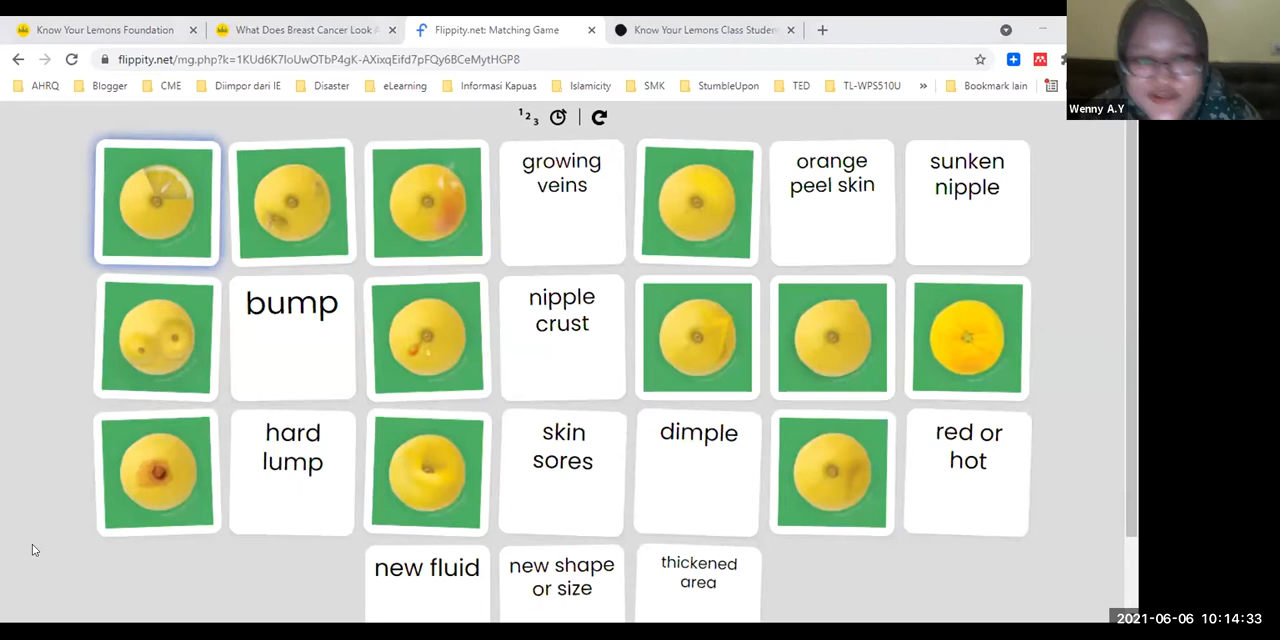 Know Your Lemons Foundation
What Does Breast Cancer Look
Flippity.net: Matching Game
Know Your Lemons Class Studen
flippity.net/mg.php?k=1KUd6K7IoUwOTbP4gK-AXixqEifd7pFQy6BCeMytHGP8
AHRQ
Blogger
CME
Diimpor dari IE
Disaster
eLearning
Informasi Kapuas
Islamicity
SMK
StumbleUpon
TED
TL-WPS510U
»
Bookmark lain
Wenny A.Y
1 2 3
growing
veins
orange
peel skin
sunken
nipple
bump
nipple
crust
hard
lump
skin
sores
dimple
red or
hot
new fluid
new shape
or size
thickened
area
2021-06-06 10:14:33